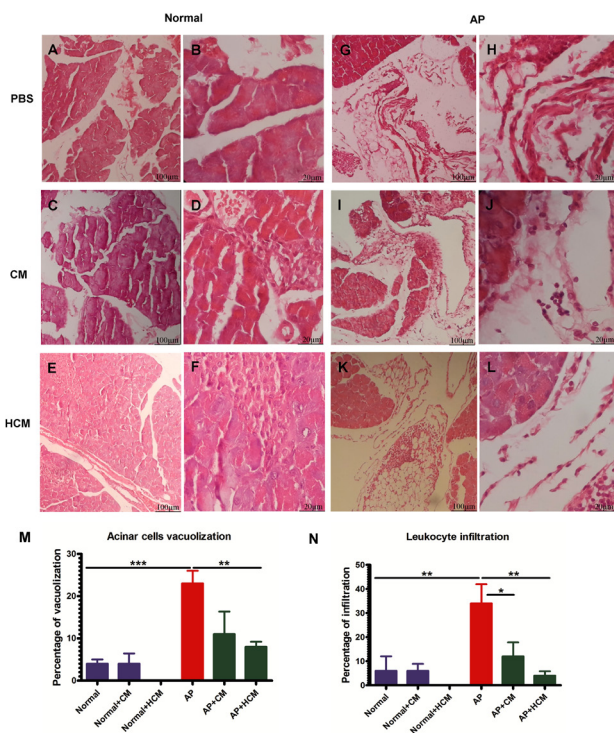 Normal AP
PBS
A B G H
100μm 20μm 100μm 20μm
CM
C D I J
100μm 20μm 100μm 20μm
HCM
E F K L
100μm 20μm 100μm 20μm
M Acinar cells vacuolization
Percentage of vacuolization
30
20
10
0
*** **
Normal Normal+CM Normal+HCM AP AP+CM AP+HCM
N Leukocyte infiltration
Percentage of infiltration
50
40
30
20
10
0
** **
*
Normal Normal+CM Normal+HCM AP AP+CM AP+HCM